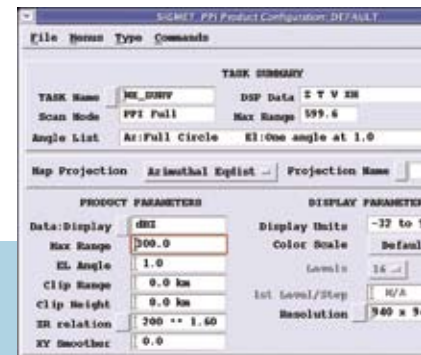 SIGMET PPI Product Configuration: DEFAULT
File Menus Type Commands
TASK SUMMARY
TASK Name DSP Data Z T V XH
Scan Mode PPI Full Max Range 599.6
Angle List Az:Full Circle El:One angle at 1.0
Map Projection Azimuthal Eqdist Projection Name
PRODUCT PARAMETERS DISPLAY PARAMETER
Data:Display dBZ Display Units -32 to
Max Range 300.0 Color Scale Defaul
EL Angle 1.0 Levels 16
Clip Range 0.0 km 1st Level/Step N/A
Clip Height 0.0 km Resolution 940 x 9
ZR relation 200 ** 1.60
XY Smoother 0.0